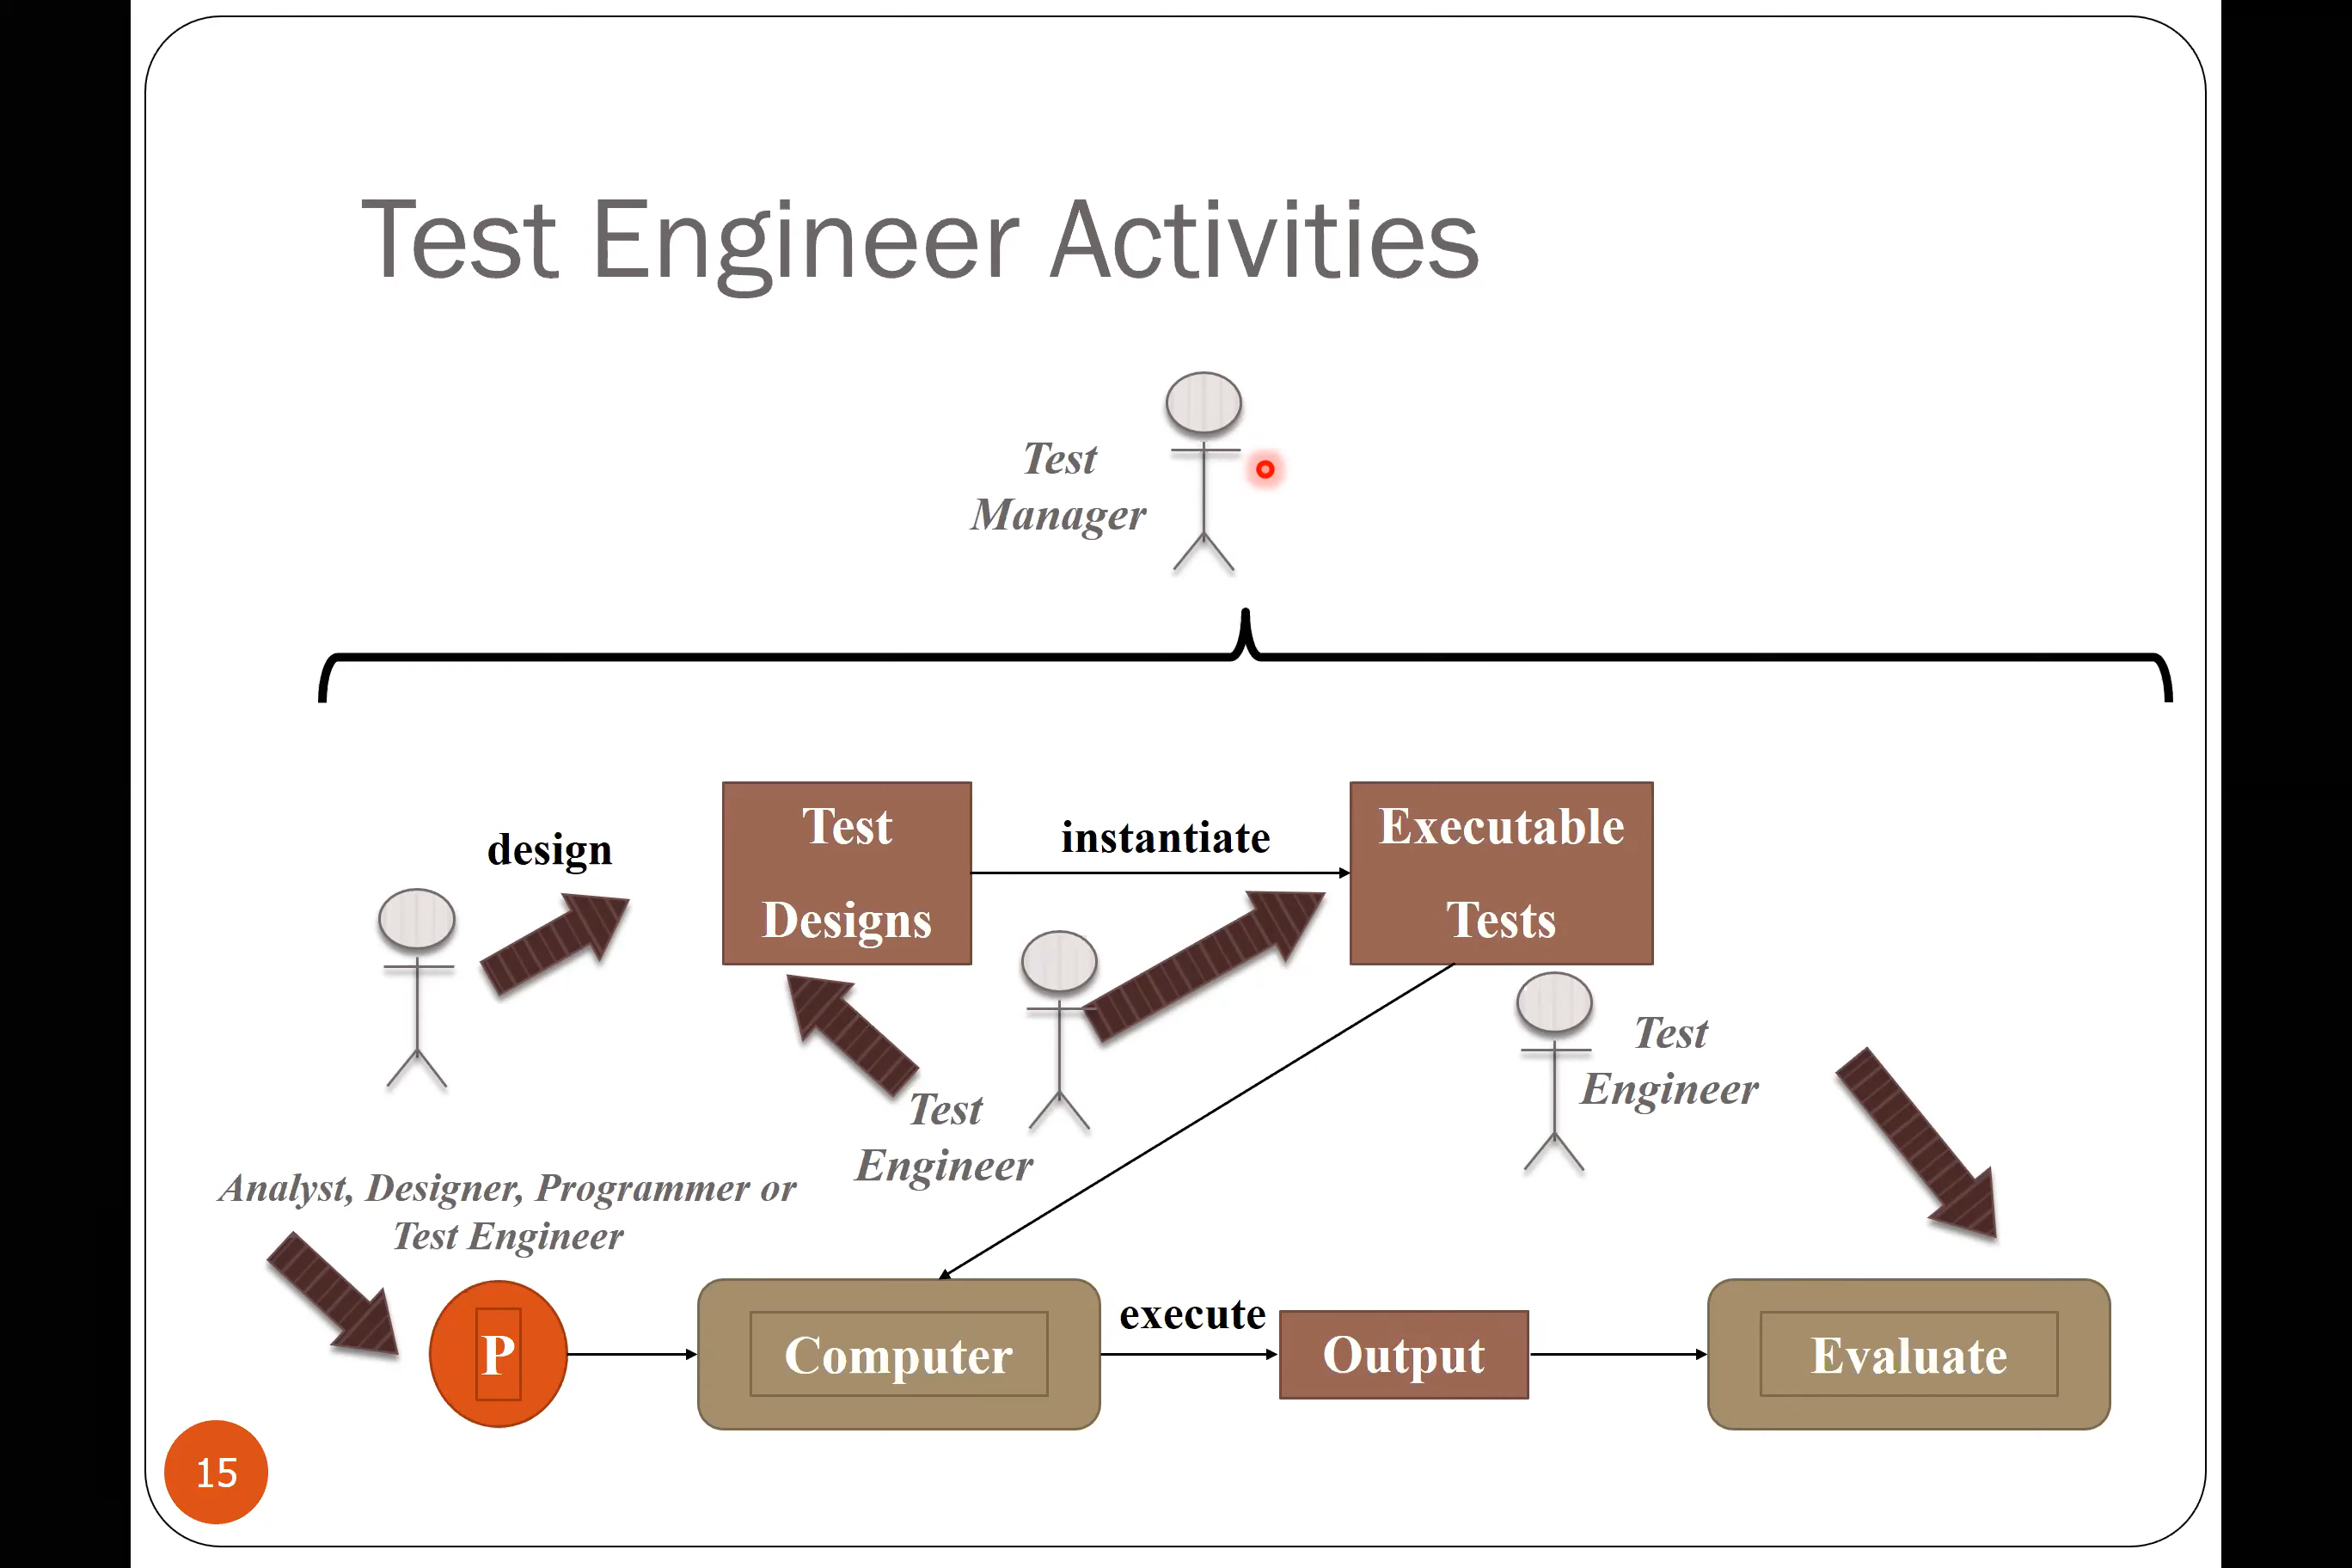 Test Engineer Activities
Test
Manager
design
Test
Designs
instantiate
Executable
Tests
Test
Engineer
Test
Engineer
Analyst, Designer, Programmer or
Test Engineer
P
Computer
execute
Output
Evaluate
15